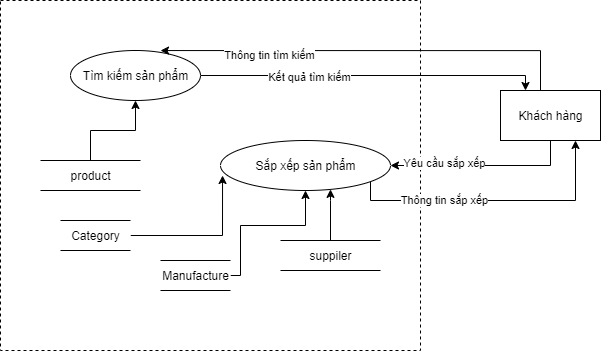 Thông tin tìm kiếm
Tìm kiếm sản phẩm
Kết quả tìm kiếm
Khách hàng
Sắp xếp sản phẩm
Yêu cầu sắp xếp
product
Thông tin sắp xếp
Category
suppiler
Manufacture